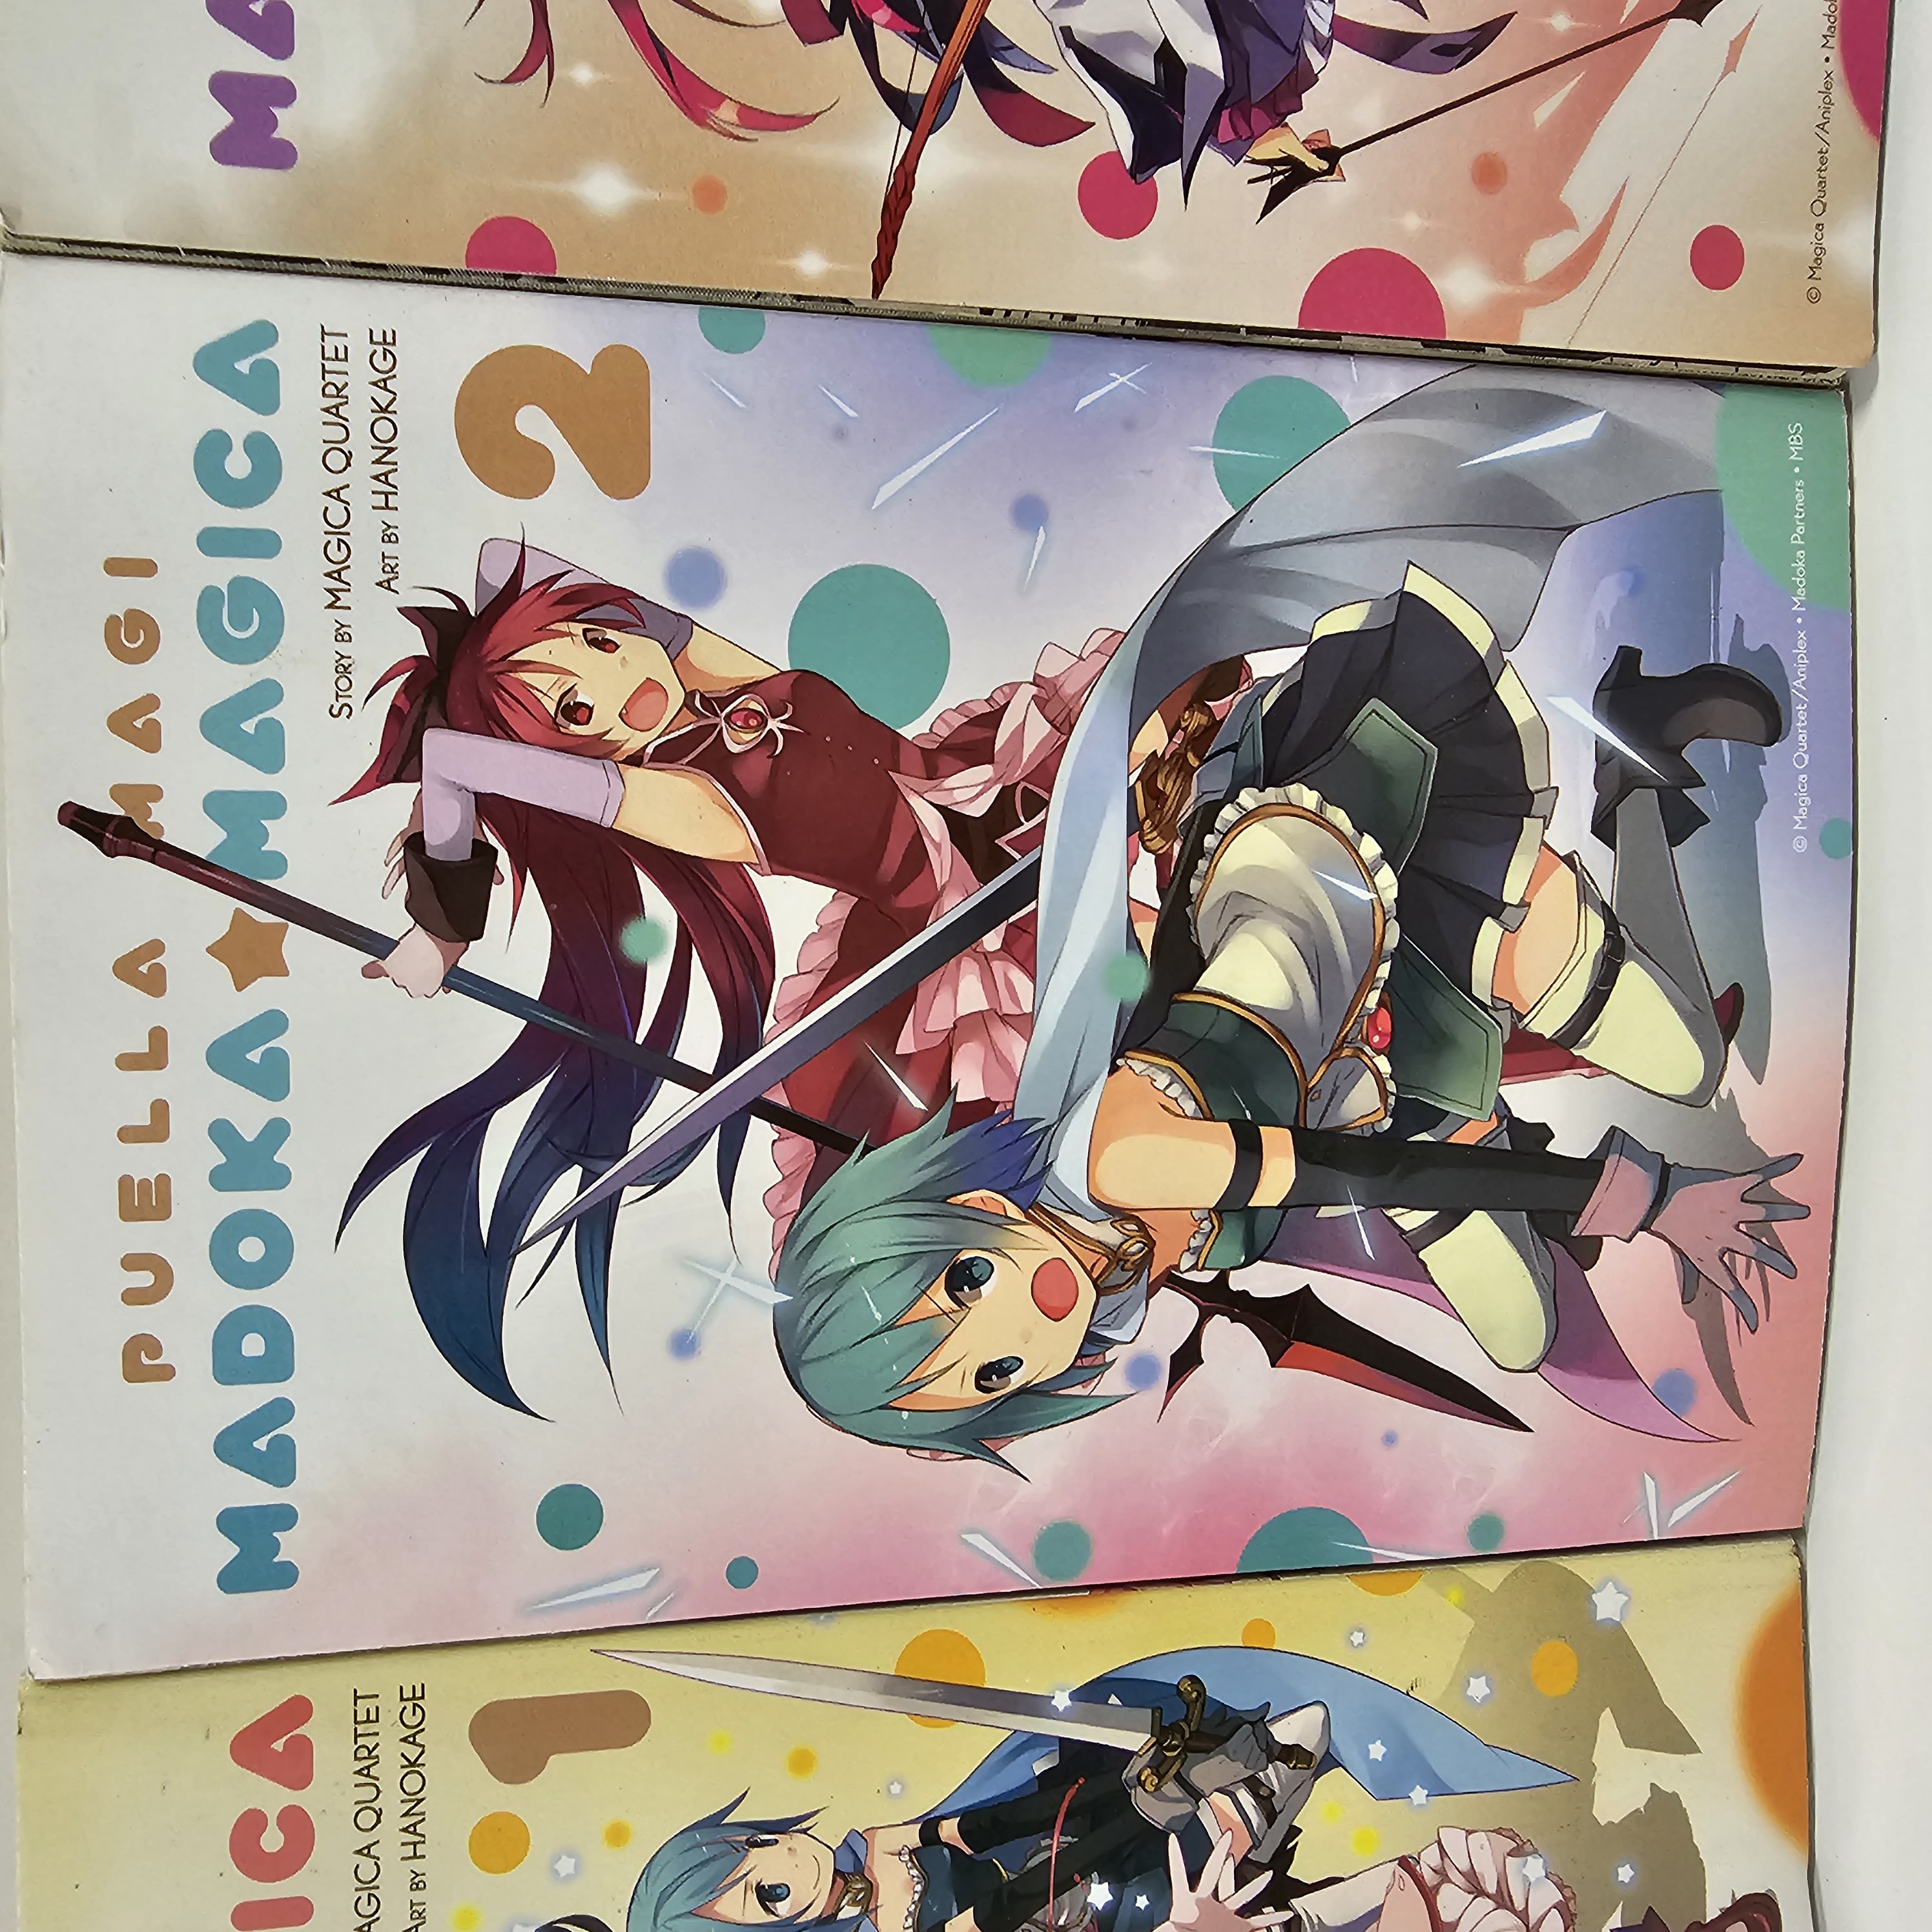 ICA
AGICA QUARTET
ART BY HANOKAGE
1
PUELLA MAGI
MADOKA★MAGICA
STORY BY MAGICA QUARTET
ART BY HANOKAGE
2
© Magica Quartet/Aniplex • Madoka Partners • MBS
MA
© Magica Quartet/Aniplex • Mado